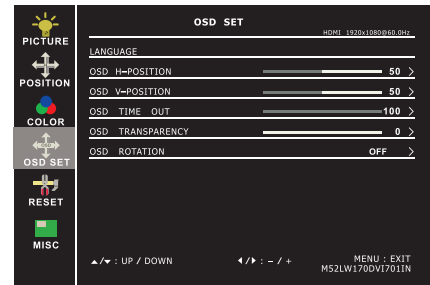 OSD SET
HDMI 1920x1080@60.0Hz
PICTURE
POSITION
COLOR
OSD SET
RESET
MISC
LANGUAGE
OSD H-POSITION 50
OSD V-POSITION 50
OSD TIME OUT 100
OSD TRANSPARENCY 0
OSD ROTATION OFF
▲/▼ : UP / DOWN ◀/▶ : - / + MENU : EXIT
M52LW170DVI701IN